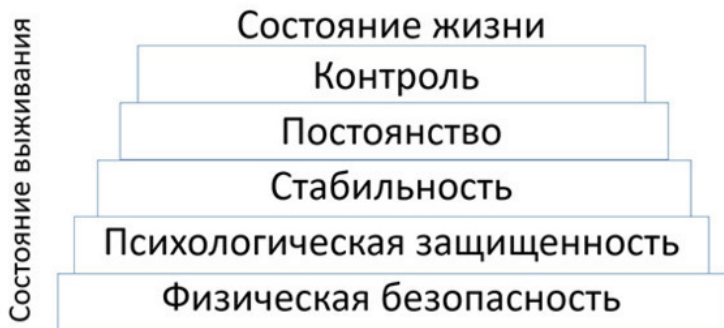 Состояние жизни
Контроль
Постоянство
Стабильность
Психологическая защищенность
Физическая безопасность
Состояние выживания